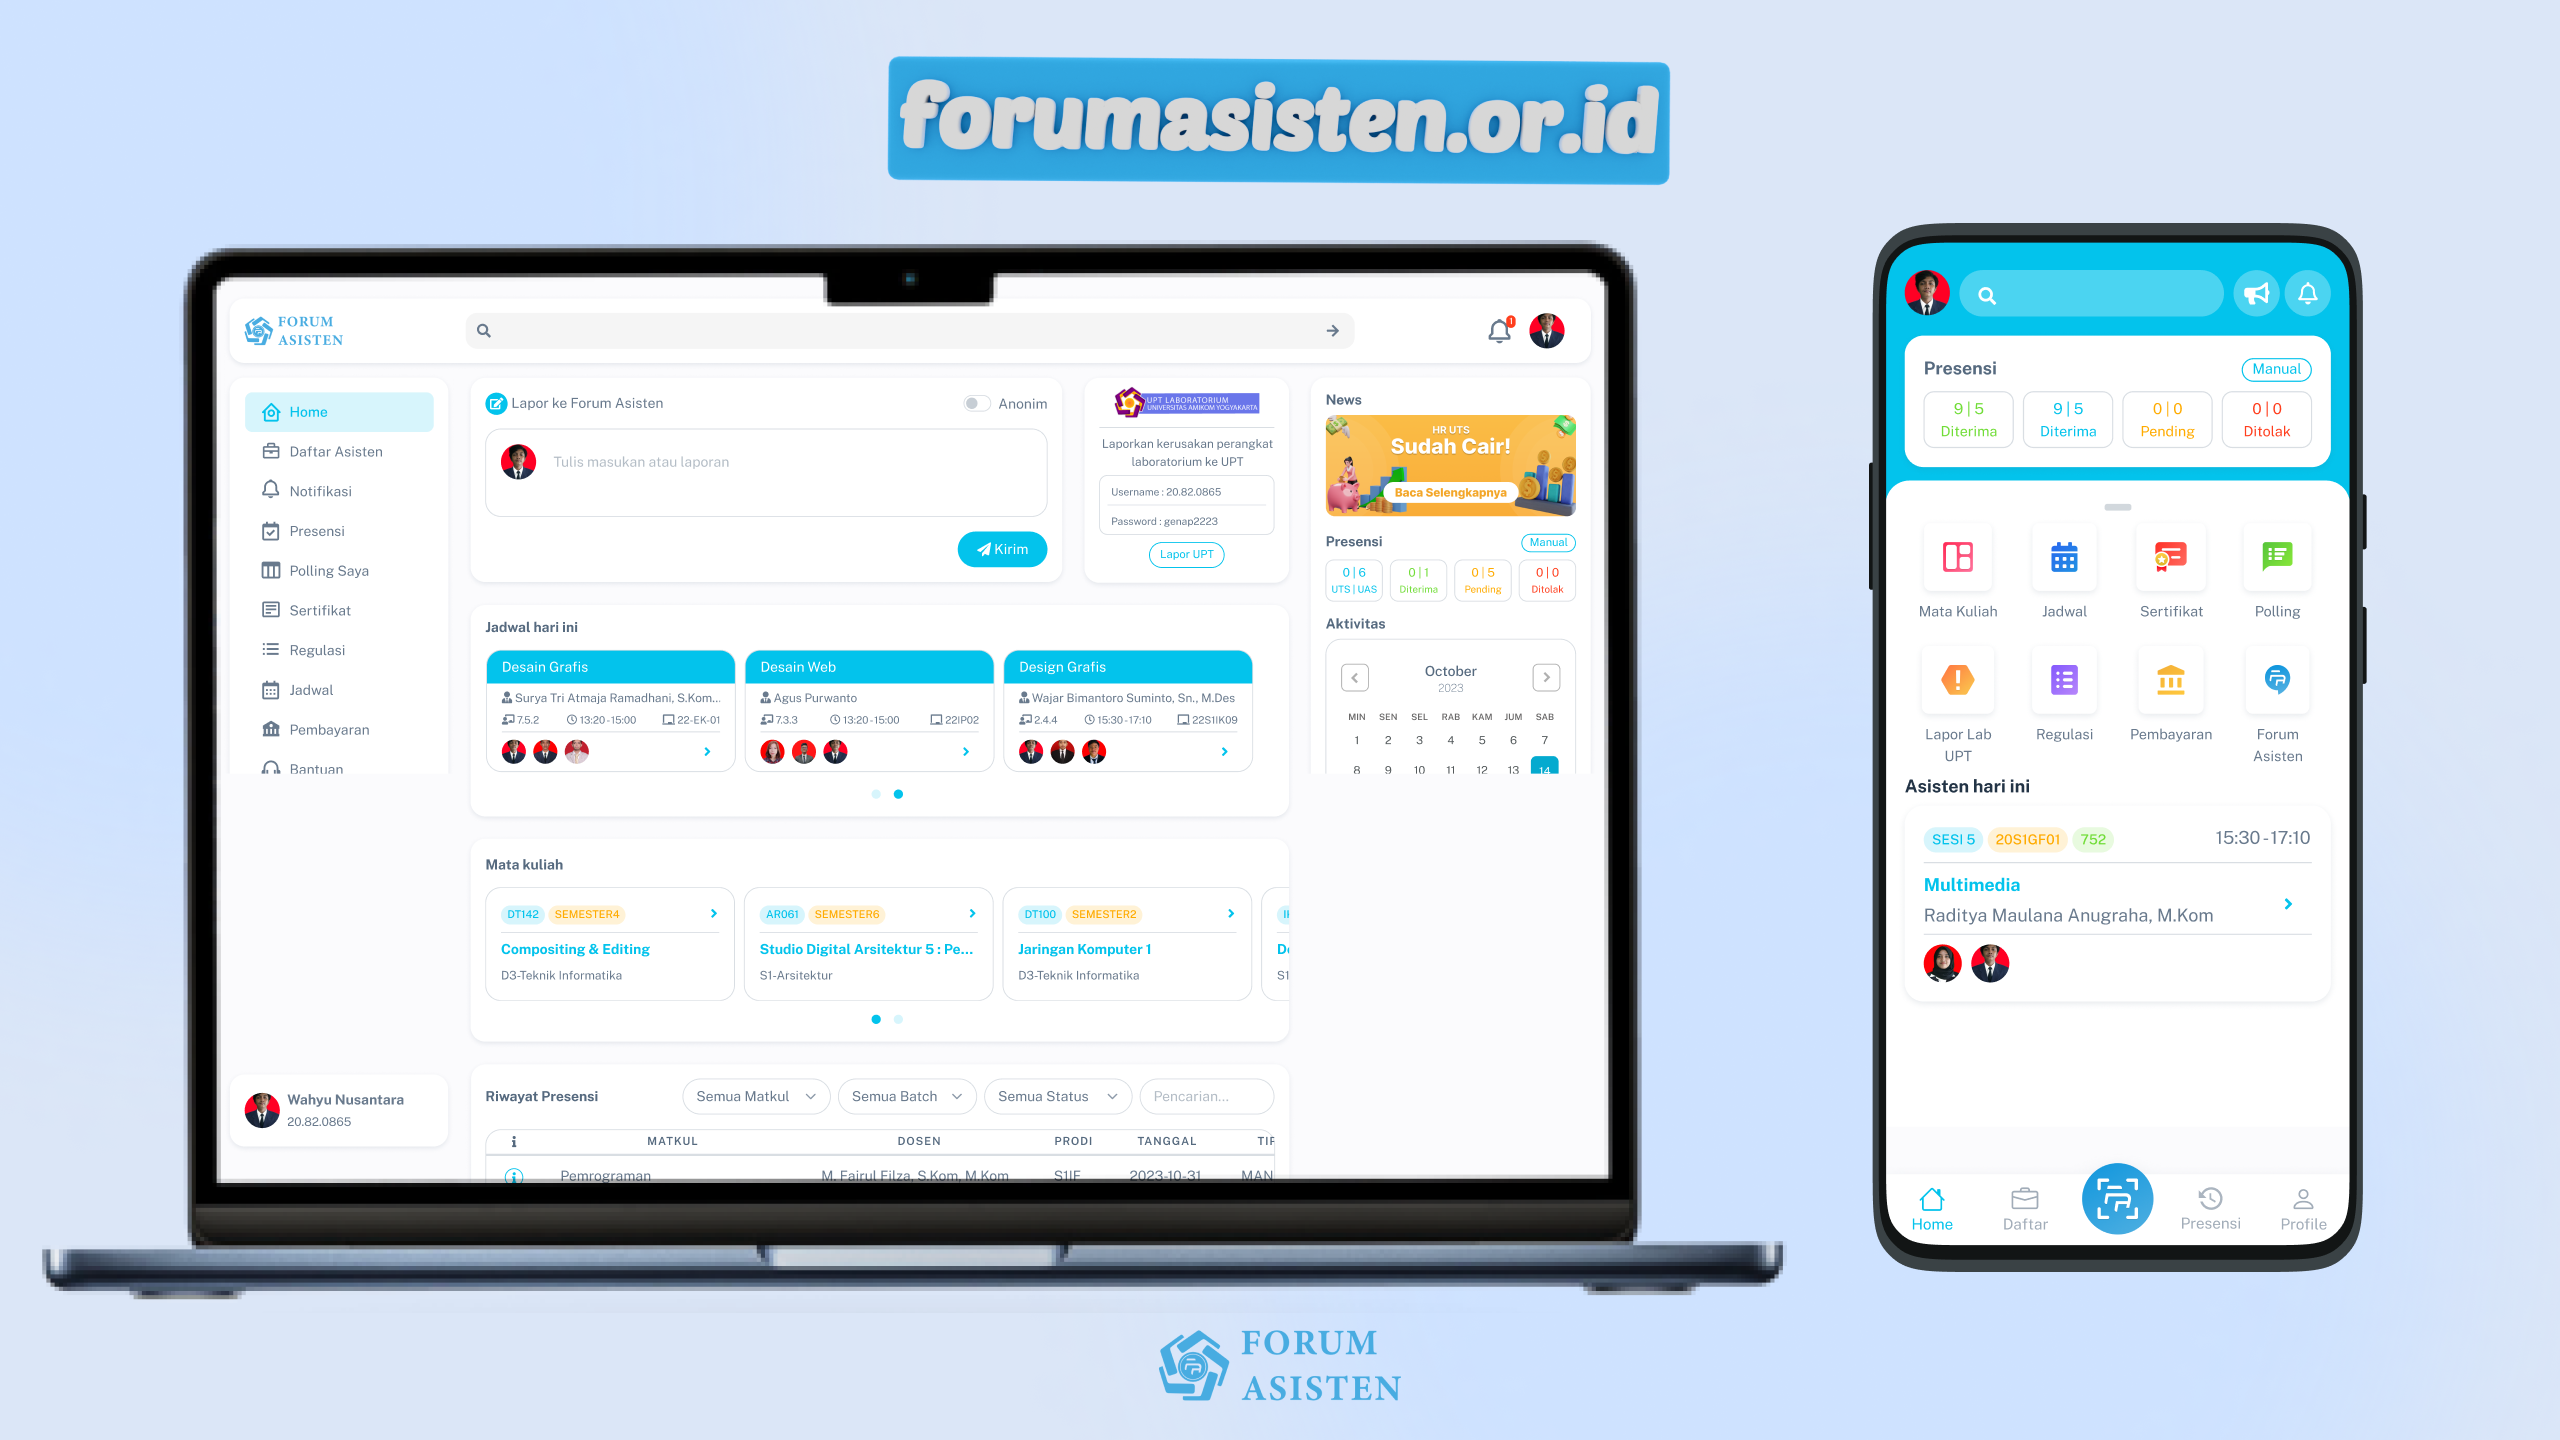 forumasisten.or.id
FORUM
ASISTEN
1
Home
Daftar Asisten
Notifikasi
Presensi
Polling Saya
Sertifikat
Regulasi
Jadwal
Pembayaran
Bantuan
Wahyu Nusantara
20.82.0865
Lapor ke Forum Asisten
Anonim
Tulis masukan atau laporan
Kirim
UPT LABORATORIUM
UNIVERSITAS AMIKOM YOGYAKARTA
Laporkan kerusakan perangkat
laboratorium ke UPT
Username : 20.82.0865
Password : genap2223
Lapor UPT
Jadwal hari ini
Desain Grafis
Surya Tri Atmaja Ramadhani, S.Kom...
7.5.2 13:20-15:00 22-EK-01
Desain Web
Agus Purwanto
7.3.3 13:20-15:00 22IP02
Design Grafis
Wajar Bimantoro Suminto, Sn., M.Des
2.4.4 15:30-17:10 22S1IK09
Mata kuliah
DT142 SEMESTER4
Compositing & Editing
D3-Teknik Informatika
AR061 SEMESTER6
Studio Digital Arsitektur 5 : Pe...
S1-Arsitektur
DT100 SEMESTER2
Jaringan Komputer 1
D3-Teknik Informatika
De
S1
Riwayat Presensi
Semua Matkul
Semua Batch
Semua Status
Pencarian...
MATKUL DOSEN PRODI TANGGAL TIP
Pemrograman M. Fairul Filza, S.Kom, M.Kom S1IF 2023-10-31 MAN
News
HR UTS
Sudah Cair!
Baca Selengkapnya
Presensi
Manual
0 | 6
UTS | UAS
0 | 1
Diterima
0 | 5
Pending
0 | 0
Ditolak
Aktivitas
October
2023
MIN SEN SEL RAB KAM JUM SAB
1 2 3 4 5 6 7
8 9 10 11 12 13 14
Presensi
Manual
9 | 5
Diterima
9 | 5
Diterima
0 | 0
Pending
0 | 0
Ditolak
Mata Kuliah
Jadwal
Sertifikat
Polling
Lapor Lab
UPT
Regulasi
Pembayaran
Forum
Asisten
Asisten hari ini
SESI 5 20S1GF01 752 15:30-17:10
Multimedia
Raditya Maulana Anugraha, M.Kom
Home
Daftar
Presensi
Profile
FORUM
ASISTEN